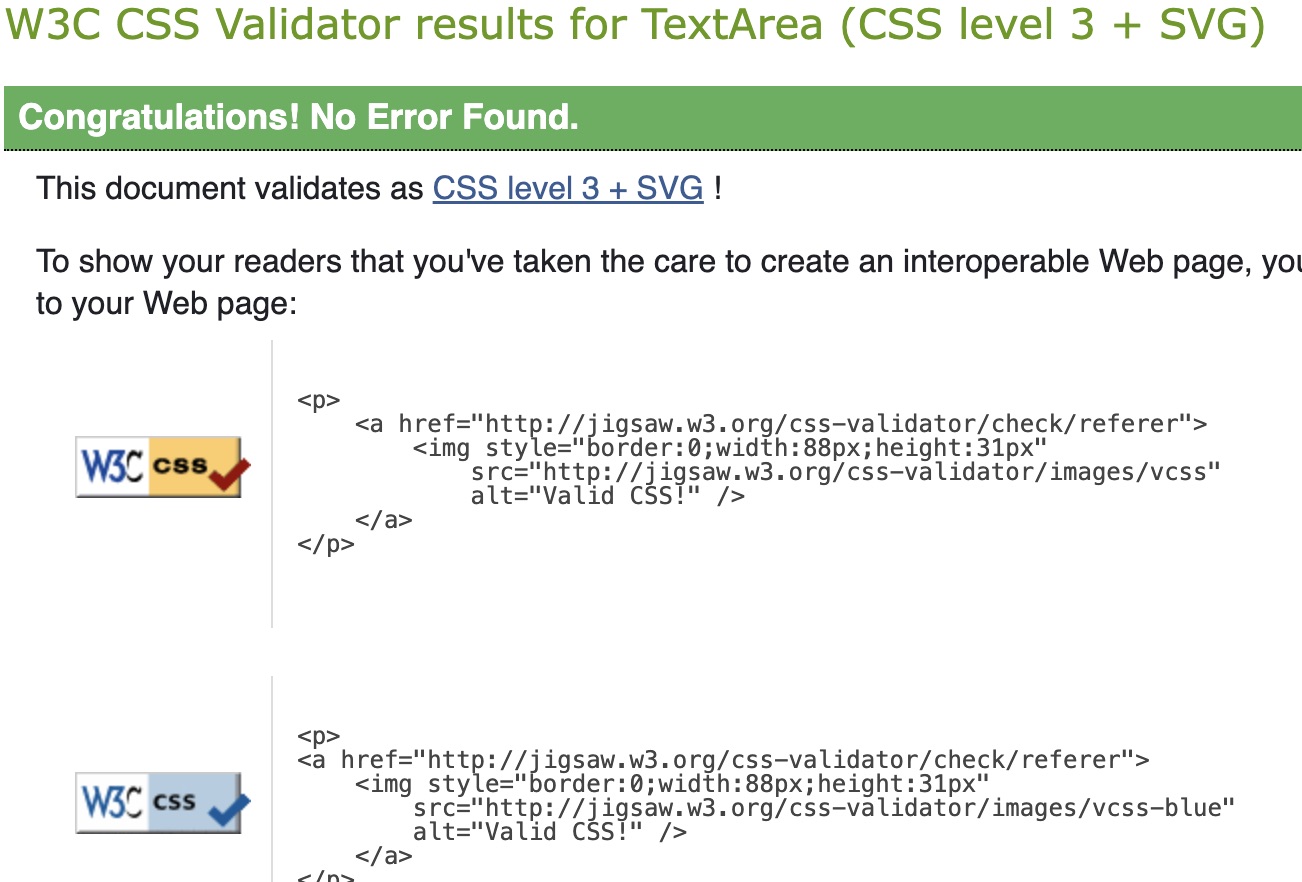 W3C CSS Validator results for TextArea (CSS level 3 + SVG)
Congratulations! No Error Found.
This document validates as CSS level 3 + SVG !
To show your readers that you've taken the care to create an interoperable Web page, you
to your Web page:
W3C css
<p>
    <a href="http://jigsaw.w3.org/css-validator/check/referer">
        <img style="border:0;width:88px;height:31px"
            src="http://jigsaw.w3.org/css-validator/images/vcss"
            alt="Valid CSS!" />
    </a>
</p>
W3C css
<p>
<a href="http://jigsaw.w3.org/css-validator/check/referer">
    <img style="border:0;width:88px;height:31px"
        src="http://jigsaw.w3.org/css-validator/images/vcss-blue"
        alt="Valid CSS!" />
    </a>
</p>